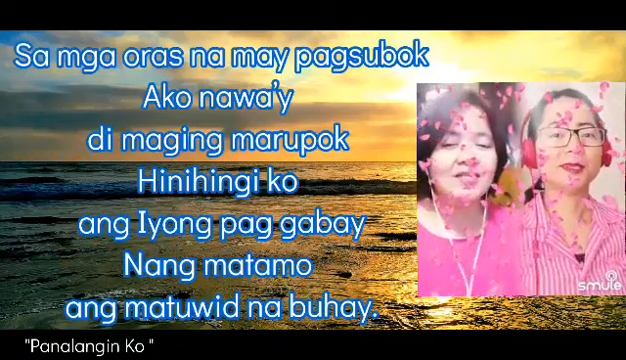 Sa mga oras na may pagsubok
Ako nawa'y
di maging marupok
Hinihingi ko
ang Iyong pag gabay
Nang matamo
ang matuwid na buhay.
smule
"Panalangin Ko "